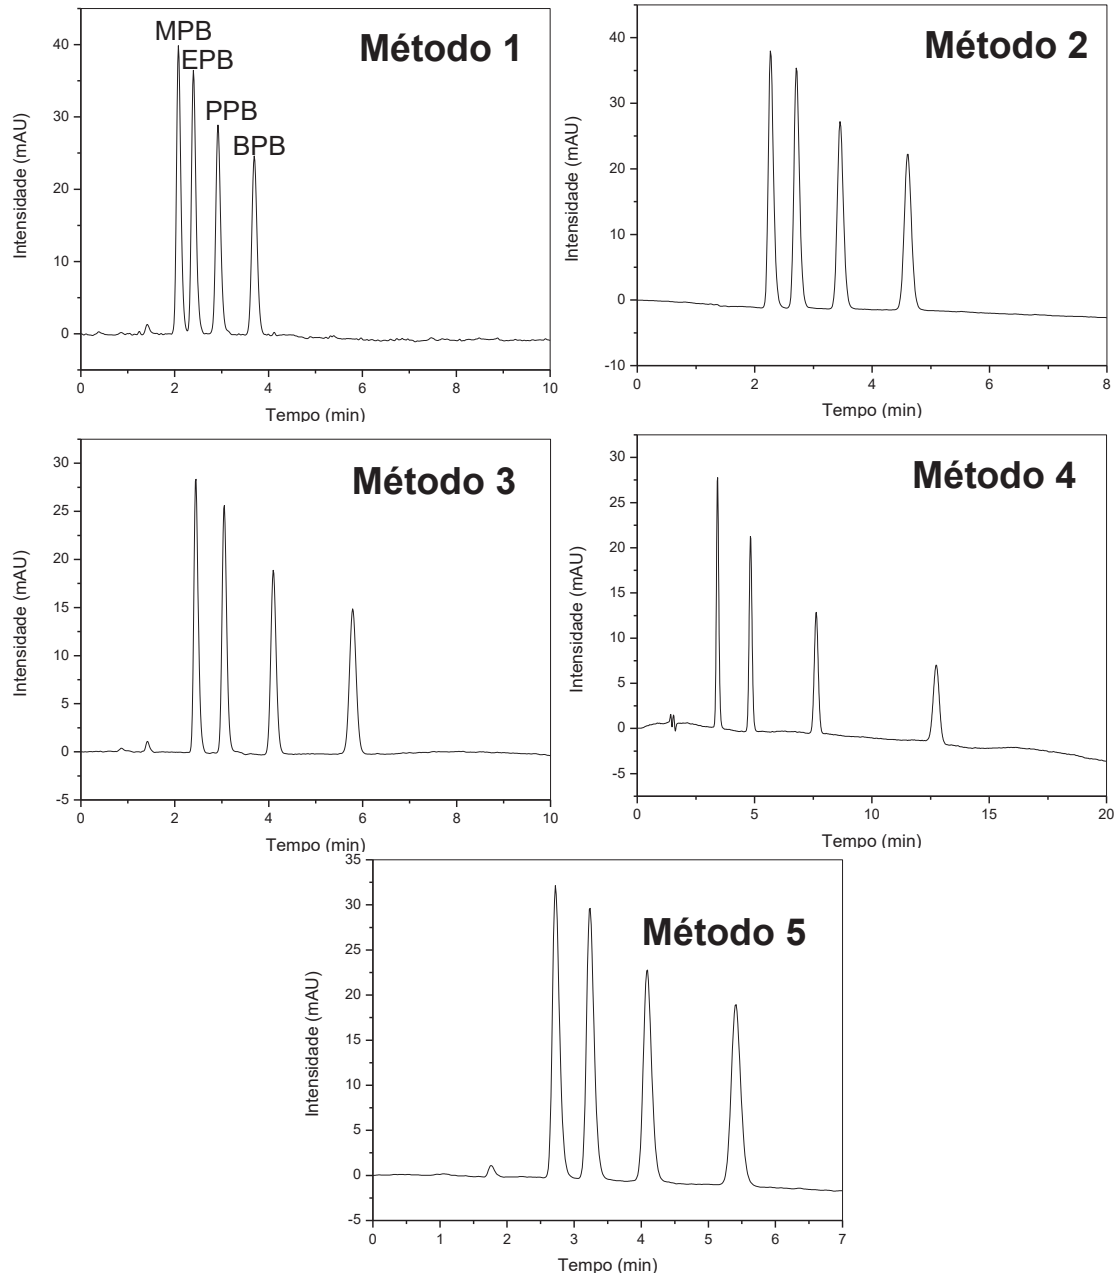 Método 1
MPB
EPB
PPB
BPB
Intensidade (mAU)
40
30
20
10
0
0 2 4 6 8 10
Tempo (min)
Método 2
Intensidade (mAU)
40
30
20
10
0
-10
0 2 4 6 8
Tempo (min)
Método 3
Intensidade (mAU)
30
25
20
15
10
5
0
-5
0 2 4 6 8 10
Tempo (min)
Método 4
Intensidade (mAU)
30
25
20
15
10
5
0
-5
0 5 10 15 20
Tempo (min)
Método 5
Intensidade (mAU)
35
30
25
20
15
10
5
0
-5
0 1 2 3 4 5 6 7
Tempo (min)